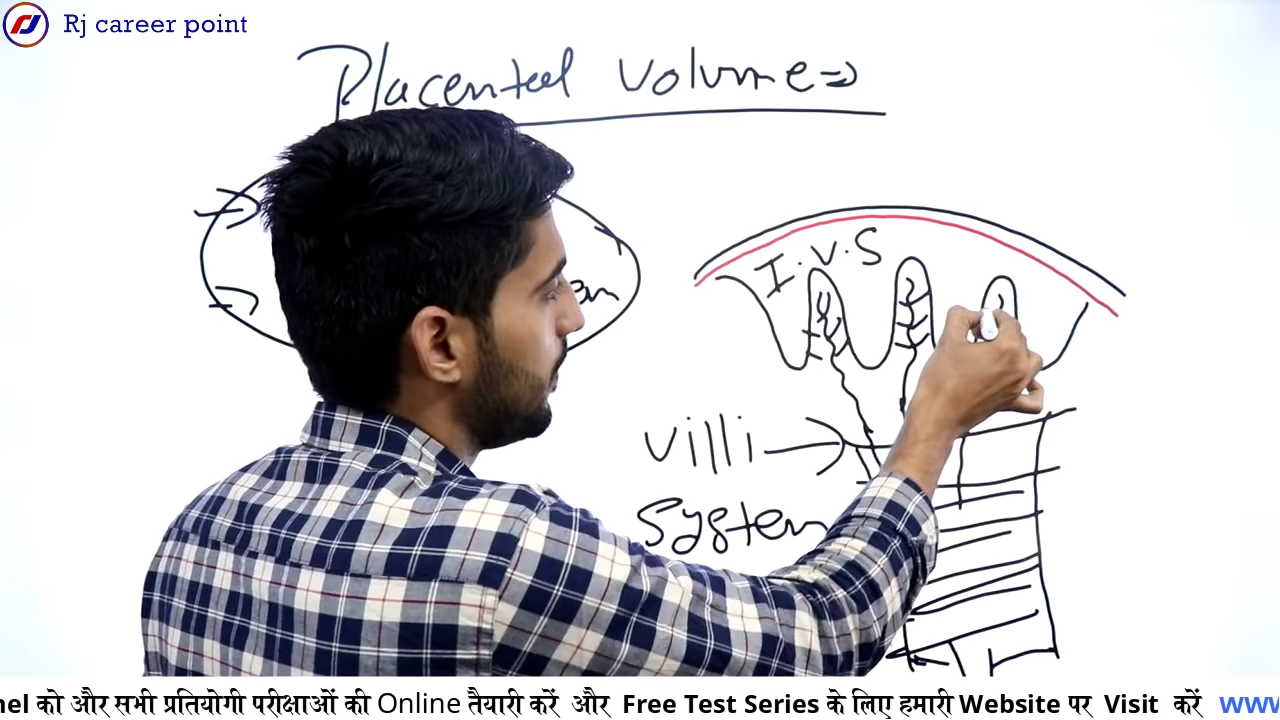 Rj career point
Placental volume ⇒
I.V.S
villi →
System
nel को और सभी प्रतियोगी परीक्षाओं की Online तैयारी करें और Free Test Series के लिए हमारी Website पर Visit करें ww